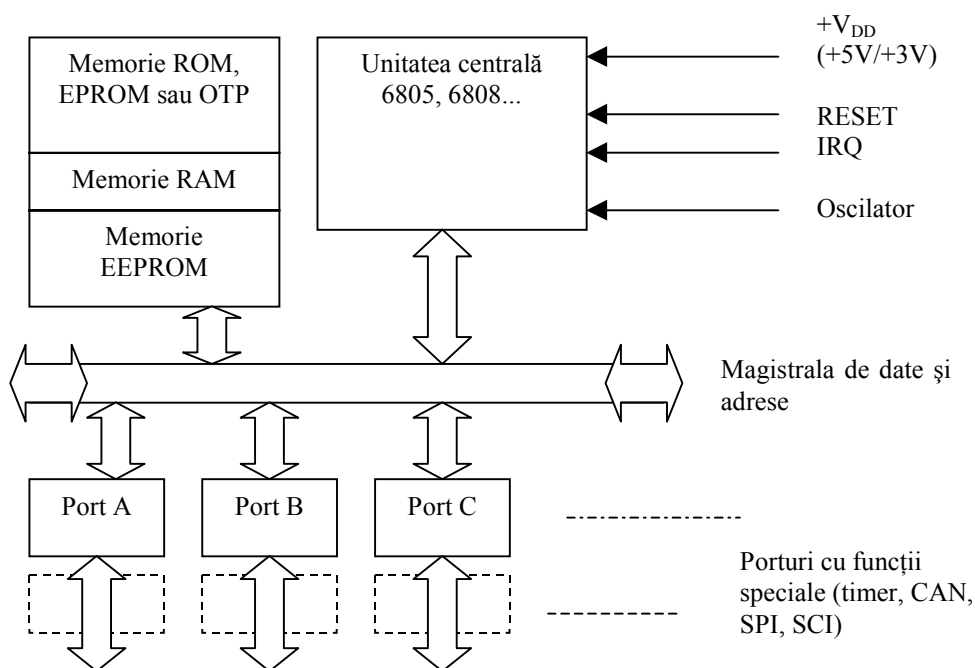 Memorie ROM,
EPROM sau OTP
Memorie RAM
Memorie
EEPROM
Unitatea centrală
6805, 6808...
+VDD
(+5V/+3V)
RESET
IRQ
Oscilator
Magistrala de date şi
adrese
Port A
Port B
Port C
Porturi cu funcții
speciale (timer, CAN,
SPI, SCI)